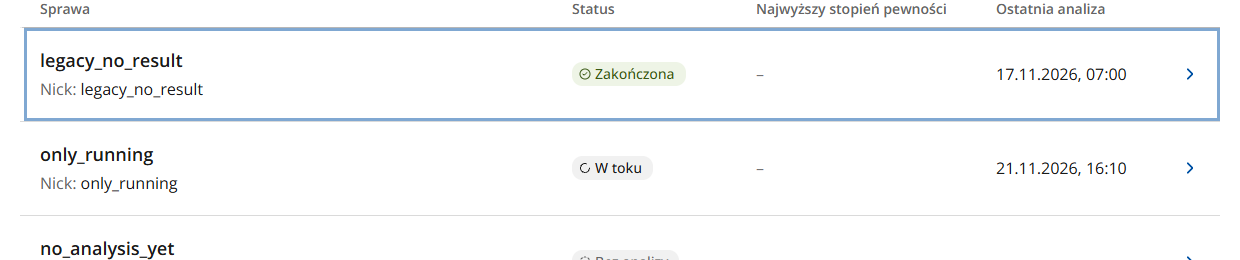 Sprawa Status Najwyższy stopień pewności Ostatnia analiza
legacy_no_result
Nick: legacy_no_result
Zakończona – 17.11.2026, 07:00
only_running
Nick: only_running
W toku – 21.11.2026, 16:10
no_analysis_yet